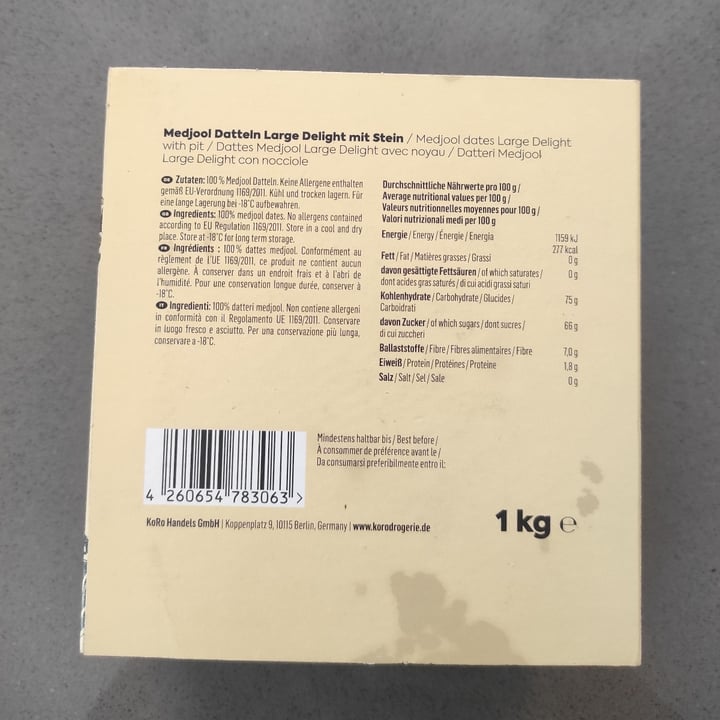 Medjool Datteln Large Delight mit Stein / Medjool dates Large Delight
with pit / Dattes Medjool Large Delight avec noyau / Datteri Medjool
Large Delight con nocciole
DE Zutaten: 100 % Medjool Datteln. Keine Allergene enthalten
gemäß EU-Verordnung 1169/2011. Kühl und trocken lagern. Für
eine lange Lagerung bei -18°C aufbewahren.
Ingredients: 100% medjool dates. No allergens contained
according to EU Regulation 1169/2011. Store in a cool and dry
place. Store at -18°C for long term storage.
Ingrédients : 100% dattes medjool. Conformément au
règlement de l'UE 1169/2011, ce produit ne contient aucun
allergène. À conserver dans un endroit frais et à l'abri de
l'humidité. Pour une conservation longue durée, conserver à
-18°C.
IT Ingredienti: 100% datteri medjool. Non contiene allergeni
in conformità con il Regolamento UE 1169/2011. Conservare
in luogo fresco e asciutto. Per una conservazione più lunga,
conservare a -18°C.
Durchschnittliche Nährwerte pro 100 g /
Average nutritional values per 100 g /
Valeurs nutritionnelles moyennes pour 100 g /
Valori nutrizionali medi per 100 g
Energie / Energy / Énergie / Energia 1159 kJ
277 kcal
Fett / Fat / Matières grasses / Grassi 0 g
davon gesättigte Fettsäuren / of which saturates / 0 g
dont acides gras saturés / di cui acidi grassi saturi
Kohlenhydrate / Carbohydrate / Glucides / 75 g
Carboidrati
davon Zucker / of which sugars / dont sucres / 66 g
di cui zuccheri
Ballaststoffe / Fibre / Fibres alimentaires / Fibre 7,0 g
Eiweiß / Protein / Protéines / Proteine 1,8 g
Salz / Salt / Sel / Sale 0 g
Mindestens haltbar bis / Best before /
À consommer de préférence avant le /
Da consumarsi preferibilmente entro il:
4 260654 783063 >
KoRo Handels GmbH | Koppenplatz 9, 10115 Berlin, Germany | www.korodrogerie.de
1 kg ℮